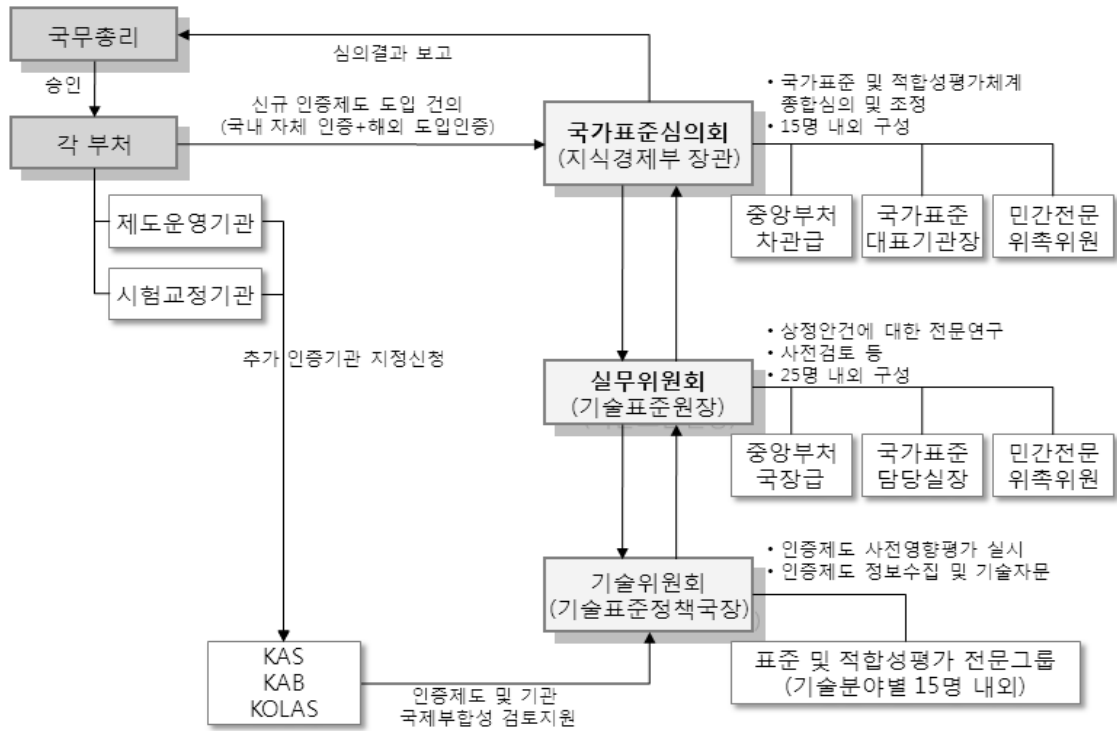 국무총리
심의결과 보고
승인
신규 인증제도 도입 건의
(국내 자체 인증+해외 도입인증)
각 부처
국가표준심의회
(지식경제부 장관)
• 국가표준 및 적합성평가체계
종합심의 및 조정
• 15명 내외 구성
중앙부처
차관급
국가표준
대표기관장
민간전문
위촉위원
제도운영기관
시험교정기관
추가 인증기관 지정신청
실무위원회
(기술표준원장)
• 상정안건에 대한 전문연구
• 사전검토 등
• 25명 내외 구성
중앙부처
국장급
국가표준
담당실장
민간전문
위촉위원
기술위원회
(기술표준정책국장)
• 인증제도 사전영향평가 실시
• 인증제도 정보수집 및 기술자문
표준 및 적합성평가 전문그룹
(기술분야별 15명 내외)
KAS
KAB
KOLAS
인증제도 및 기관
국제부합성 검토지원